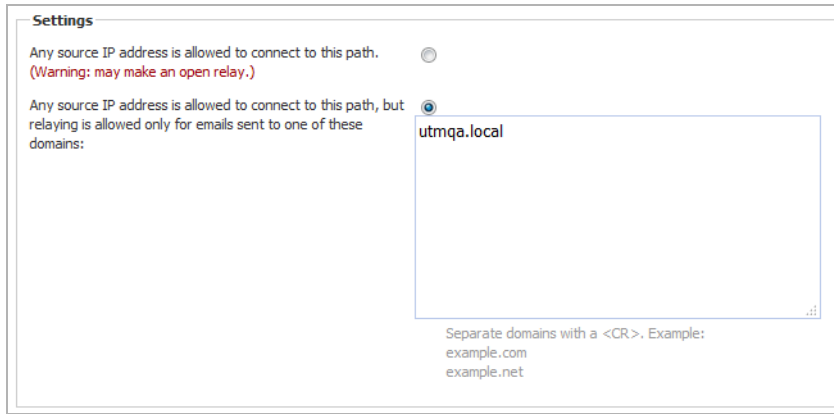 Settings
Any source IP address is allowed to connect to this path.
(Warning: may make an open relay.)
Any source IP address is allowed to connect to this path, but
relaying is allowed only for emails sent to one of these
domains:
utmqa.local
Separate domains with a <CR>. Example:
example.com
example.net